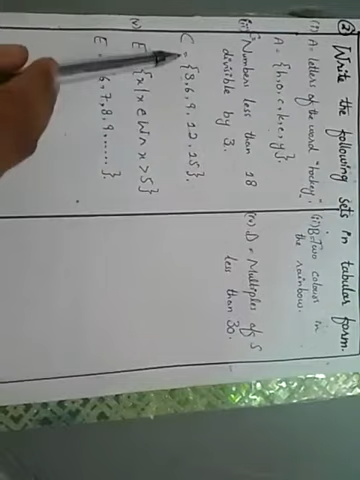 ② Write the following sets in tabular form.
(i) A = letters of the word "hockey".
A = {h,o,c,k,e,y}.
(ii) B = Two colours in
the rainbow.
(iii) Numbers less than 18
divisible by 3.
C = {3,6,9,12,15}.
(iv) D = Multiples of 5
less than 30.
(v) E {x|x ∈ W ∧ x > 5}
E 6,7,8,9......}.